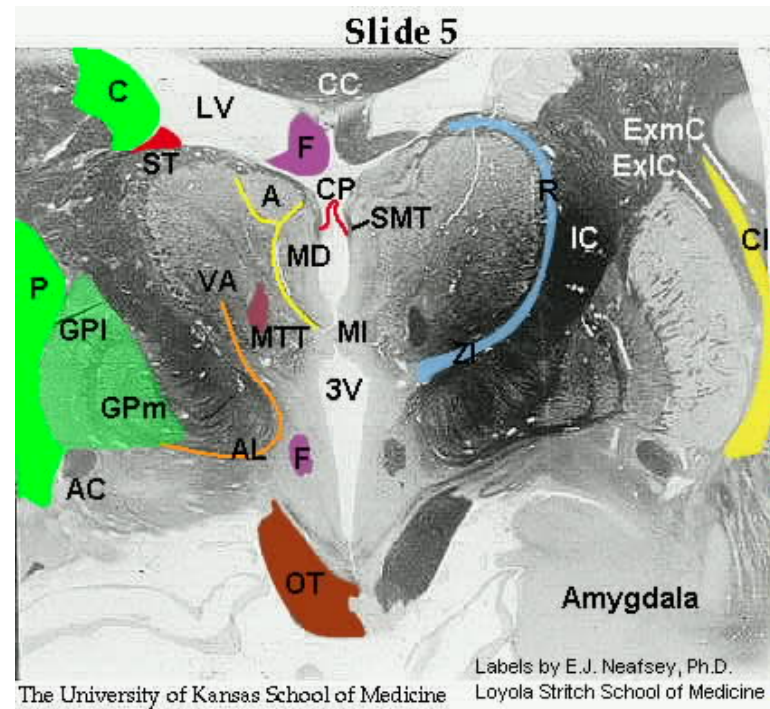 Slide 5
C
LV
CC
F
ExmC
ExlC
ST
CP
A
R
SMT
IC
Cl
MD
P
VA
GPl
MTT
MI
ZI
3V
GPm
AL
F
AC
OT
Amygdala
Labels by E.J. Neafsey, Ph.D.
The University of Kansas School of Medicine
Loyola Stritch School of Medicine